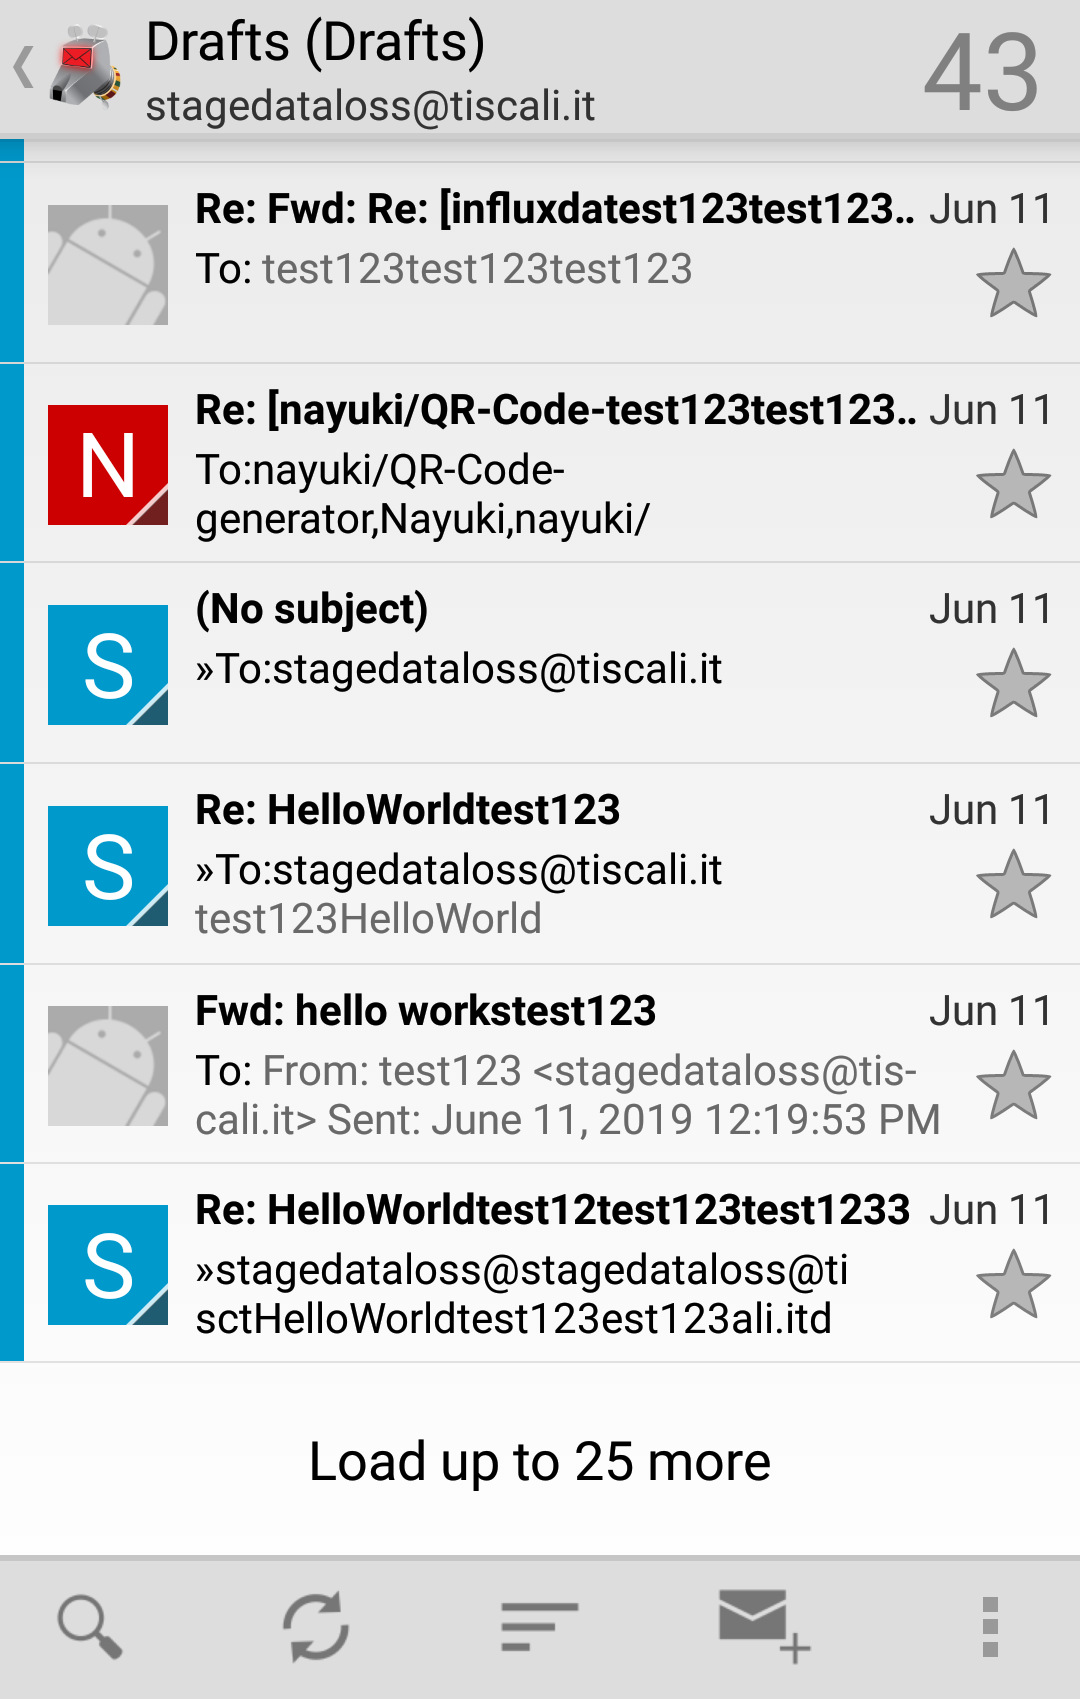 Drafts (Drafts)
43
stagedataloss@tiscali.it
Re: Fwd: Re: [influxdatest123test123.. Jun 11
To: test123test123test123
N
Re: [nayuki/QR-Code-test123test123.. Jun 11
To:nayuki/QR-Code-
generator,Nayuki,nayuki/
S
(No subject) Jun 11
»To:stagedataloss@tiscali.it
S
Re: HelloWorldtest123 Jun 11
»To:stagedataloss@tiscali.it
test123HelloWorld
Fwd: hello workstest123 Jun 11
To: From: test123 <stagedataloss@tis-
cali.it> Sent: June 11, 2019 12:19:53 PM
S
Re: HelloWorldtest12test123test1233 Jun 11
»stagedataloss@stagedataloss@ti
sctHelloWorldtest123est123ali.itd
Load up to 25 more